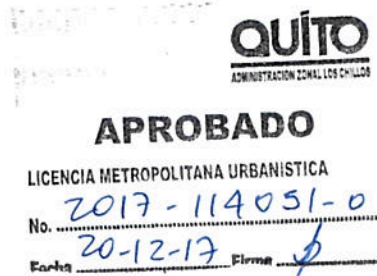 QUITO
ADMINISTRACION ZONAL LOS CHILLOS
APROBADO
LICENCIA METROPOLITANA URBANISTICA
No. 2017-114051-0
Fecha 20-12-17 Firma